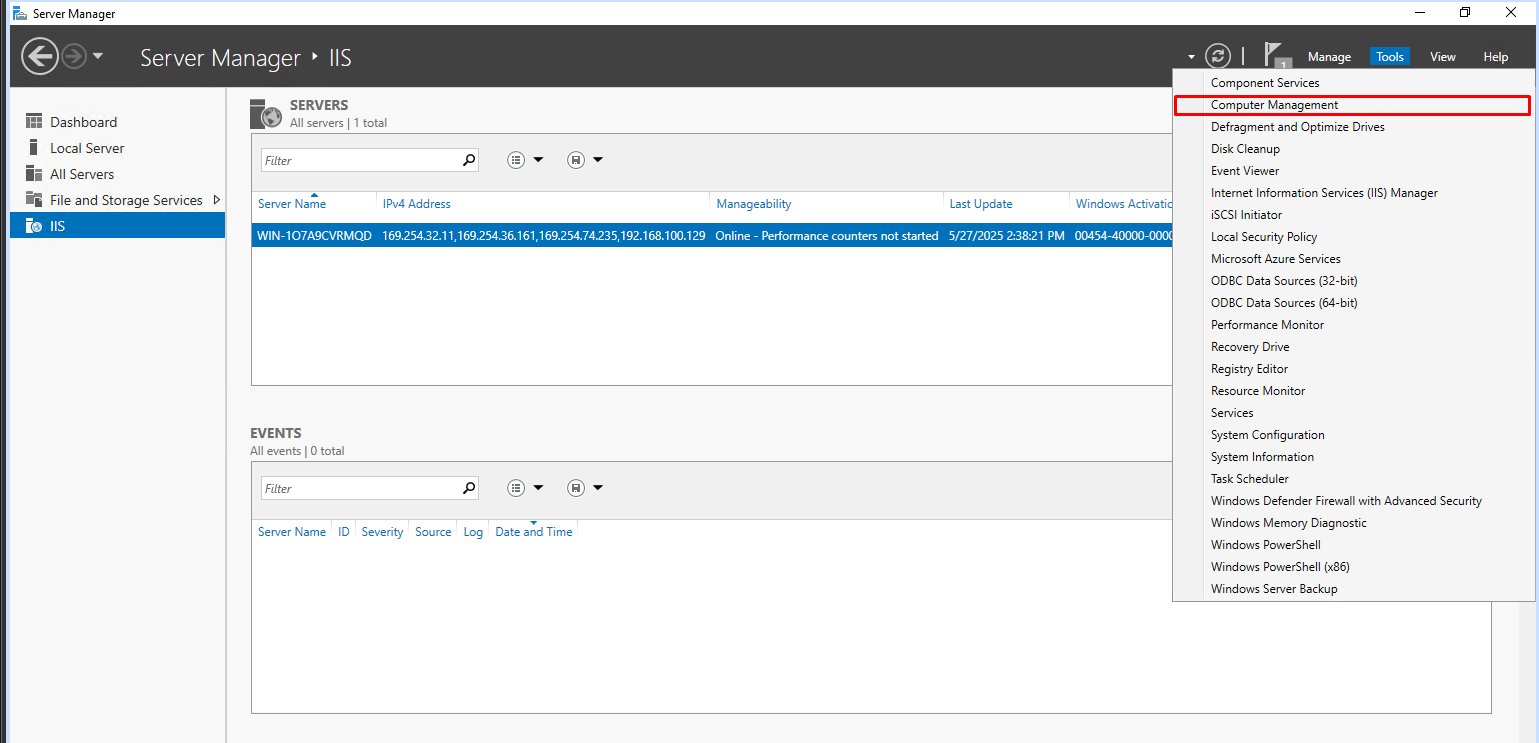 Server Manager
Server Manager ‣ IIS
1
Manage
Tools
View
Help
Dashboard
Local Server
All Servers
File and Storage Services
IIS
SERVERS
All servers | 1 total
Filter
Server Name
IPv4 Address
Manageability
Last Update
Windows Activatio
WIN-1O7A9CVRMQD
169.254.32.11,169.254.36.161,169.254.74.235,192.168.100.129
Online - Performance counters not started
5/27/2025 2:38:21 PM
00454-40000-0000
EVENTS
All events | 0 total
Filter
Server Name
ID
Severity
Source
Log
Date and Time
Component Services
Computer Management
Defragment and Optimize Drives
Disk Cleanup
Event Viewer
Internet Information Services (IIS) Manager
iSCSI Initiator
Local Security Policy
Microsoft Azure Services
ODBC Data Sources (32-bit)
ODBC Data Sources (64-bit)
Performance Monitor
Recovery Drive
Registry Editor
Resource Monitor
Services
System Configuration
System Information
Task Scheduler
Windows Defender Firewall with Advanced Security
Windows Memory Diagnostic
Windows PowerShell
Windows PowerShell (x86)
Windows Server Backup